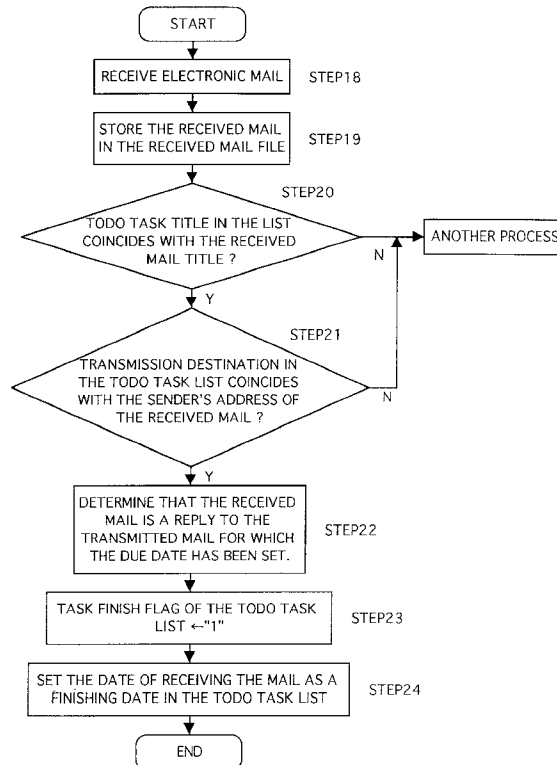 START
RECEIVE ELECTRONIC MAIL
STEP18
STORE THE RECEIVED MAIL
IN THE RECEIVED MAIL FILE
STEP19
STEP20
TODO TASK TITLE IN THE LIST
COINCIDES WITH THE RECEIVED
MAIL TITLE ?
N
ANOTHER PROCESS
Y
STEP21
TRANSMISSION DESTINATION IN
THE TODO TASK LIST COINCIDES
WITH THE SENDER'S ADDRESS OF
THE RECEIVED MAIL ?
N
Y
DETERMINE THAT THE RECEIVED
MAIL IS A REPLY TO THE
TRANSMITTED MAIL FOR WHICH
THE DUE DATE HAS BEEN SET.
STEP22
TASK FINISH FLAG OF THE TODO TASK
LIST ←"1"
STEP23
SET THE DATE OF RECEIVING THE MAIL AS A
FINISHING DATE IN THE TODO TASK LIST
STEP24
END